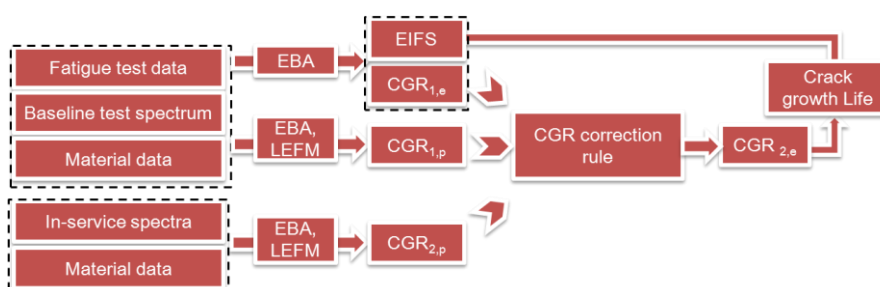 Fatigue test data
Baseline test spectrum
Material data
EBA
EIFS
CGR1,e
EBA,
LEFM
CGR1,p
CGR correction
rule
CGR 2,e
Crack
growth Life
In-service spectra
Material data
EBA,
LEFM
CGR2,p